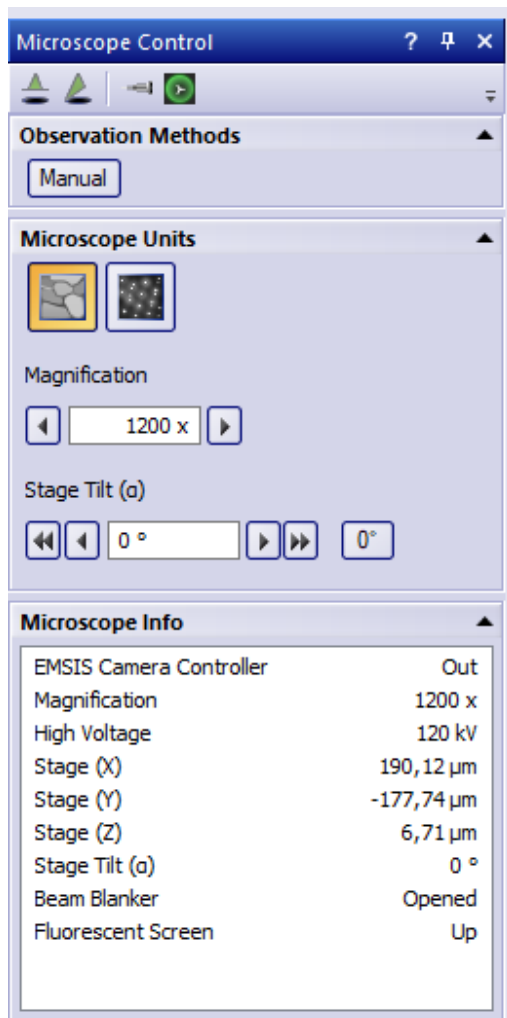 Microscope Control ?
Observation Methods
Manual
Microscope Units
Magnification
1200 x
Stage Tilt (α)
0 ° 0°
Microscope Info
EMSIS Camera Controller Out
Magnification 1200 x
High Voltage 120 kV
Stage (X) 190,12 µm
Stage (Y) -177,74 µm
Stage (Z) 6,71 µm
Stage Tilt (α) 0 °
Beam Blanker Opened
Fluorescent Screen Up